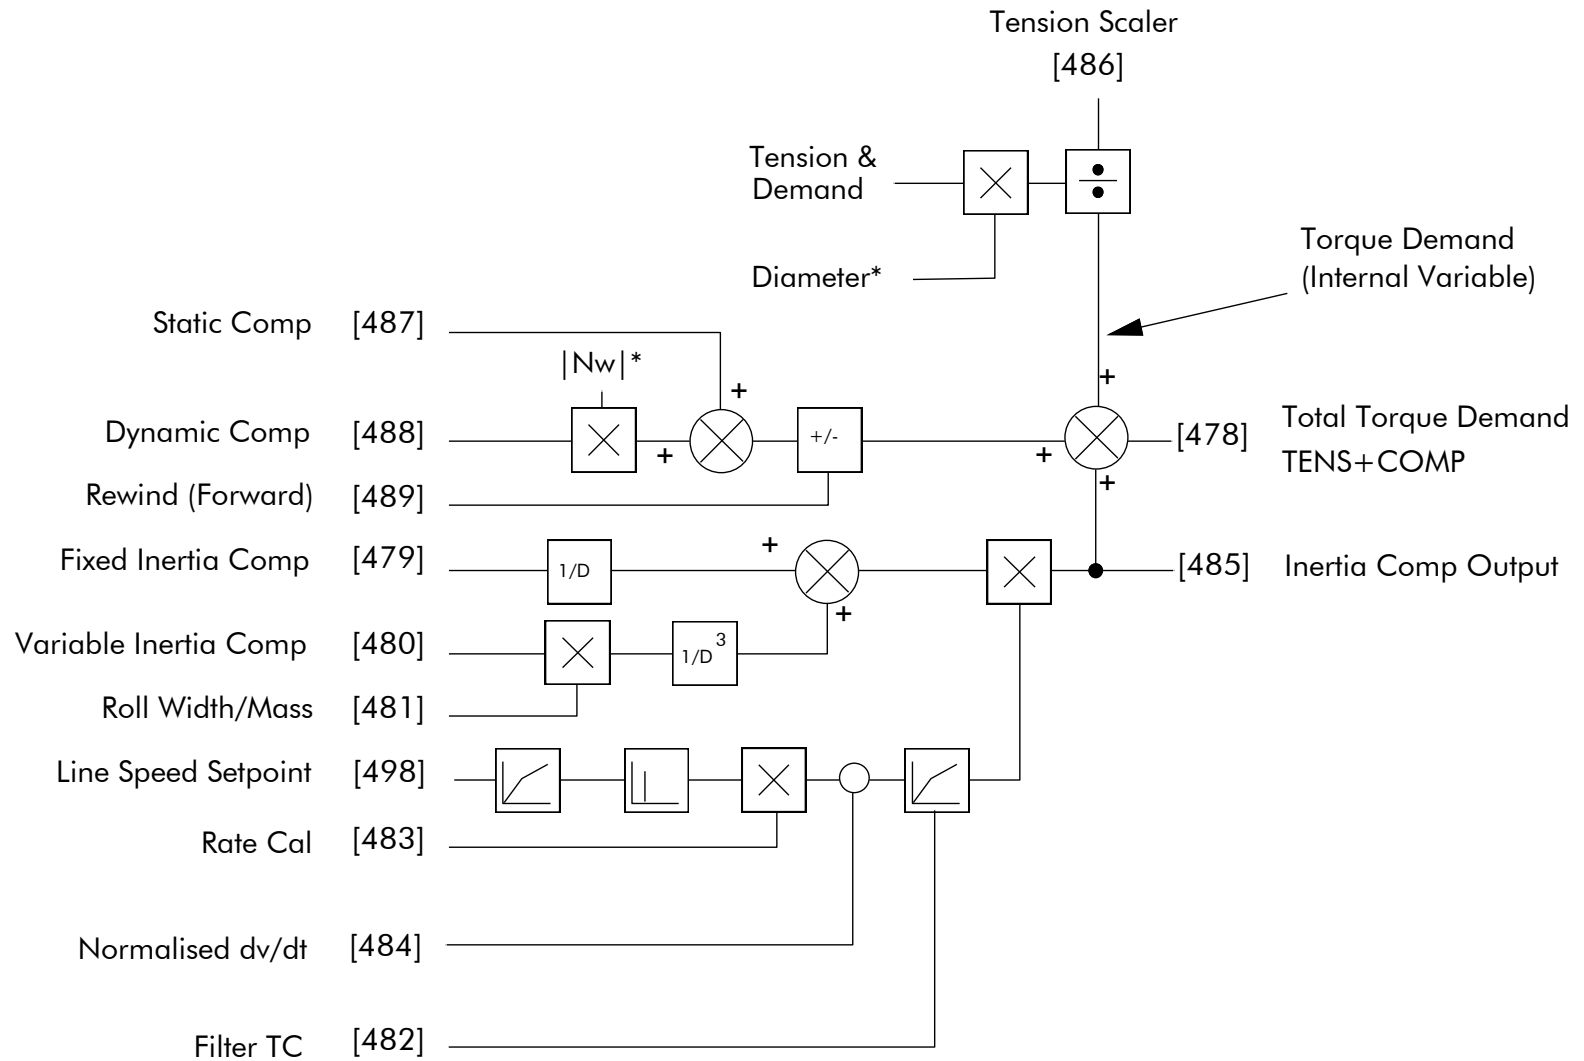 Tension Scaler
[486]
Tension &
Demand
Diameter*
Torque Demand
(Internal Variable)
Static Comp [487]
|Nw|*
+
+
Dynamic Comp [488]
+
+/-
+
[478] Total Torque Demand
TENS+COMP
+
Rewind (Forward) [489]
Fixed Inertia Comp [479]
1/D
+
[485] Inertia Comp Output
+
Variable Inertia Comp [480]
1/D 3
Roll Width/Mass [481]
Line Speed Setpoint [498]
Rate Cal [483]
Normalised dv/dt [484]
Filter TC [482]